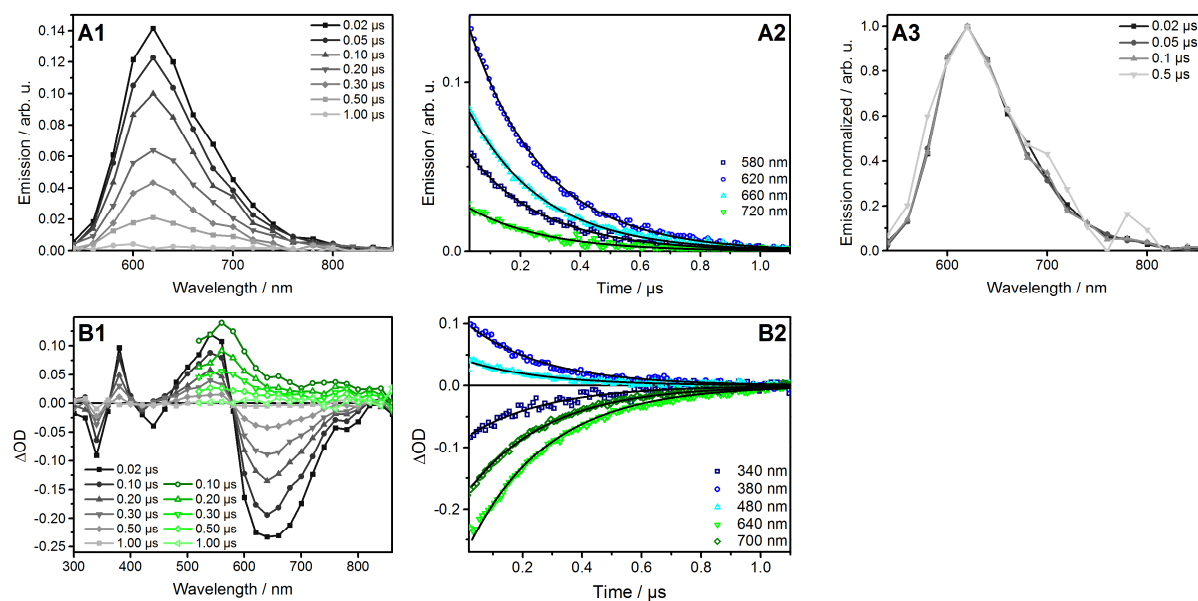 A1
0.14
0.12
0.10
0.08
0.06
0.04
0.02
0.00
Emission / arb. u.
600
700
800
Wavelength / nm
0.02 µs
0.05 µs
0.10 µs
0.20 µs
0.30 µs
0.50 µs
1.00 µs
A2
0.1
0.0
Emission / arb. u.
0.2
0.4
0.6
0.8
1.0
Time / µs
580 nm
620 nm
660 nm
720 nm
A3
1.0
0.8
0.6
0.4
0.2
0.0
Emission normalized / arb. u.
600
700
800
Wavelength / nm
0.02 µs
0.05 µs
0.1 µs
0.5 µs
B1
0.10
0.05
0.00
-0.05
-0.10
-0.15
-0.20
-0.25
ΔOD
300
400
500
600
700
800
Wavelength / nm
0.02 µs
0.10 µs
0.20 µs
0.30 µs
0.50 µs
1.00 µs
0.10 µs
0.20 µs
0.30 µs
0.50 µs
1.00 µs
B2
0.1
0.0
-0.1
-0.2
ΔOD
0.2
0.4
0.6
0.8
1.0
Time / µs
340 nm
380 nm
480 nm
640 nm
700 nm